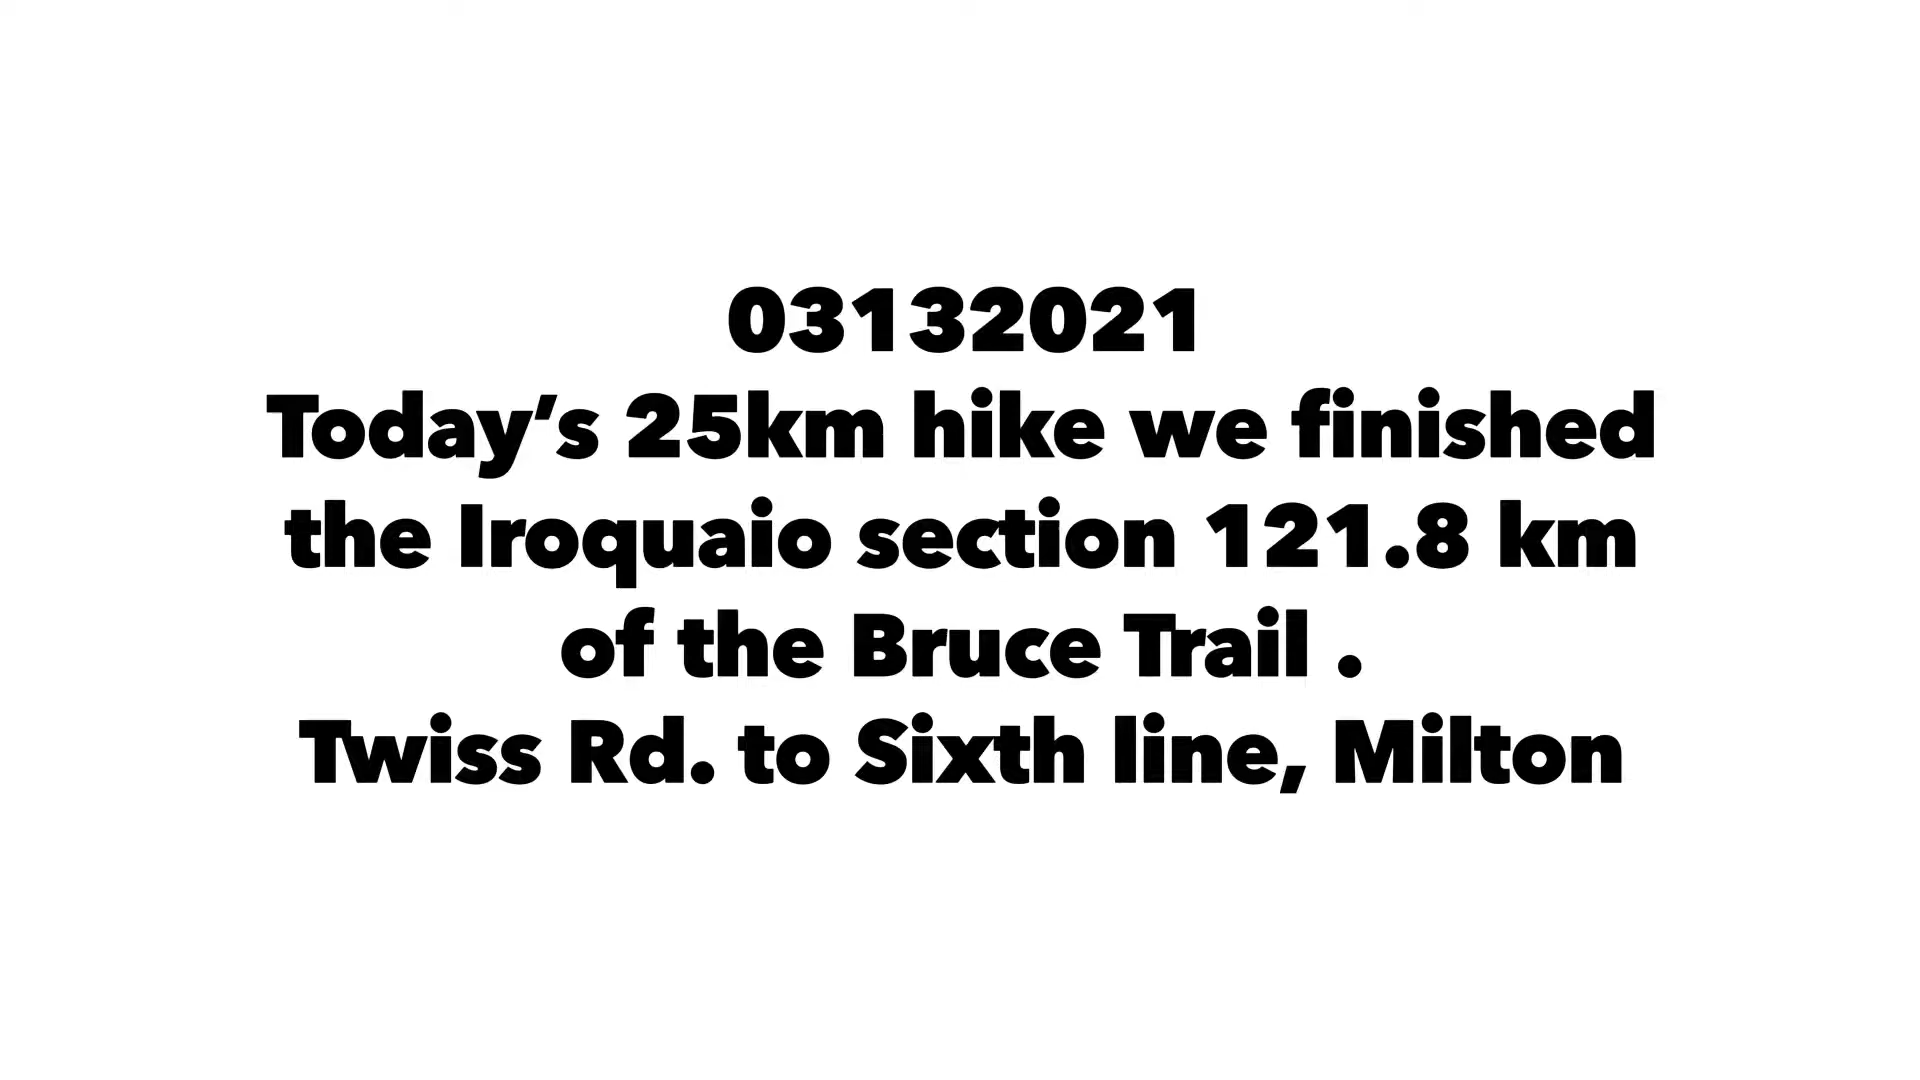 03132021
Today’s 25km hike we finished
the Iroquaio section 121.8 km
of the Bruce Trail .
Twiss Rd. to Sixth line, Milton